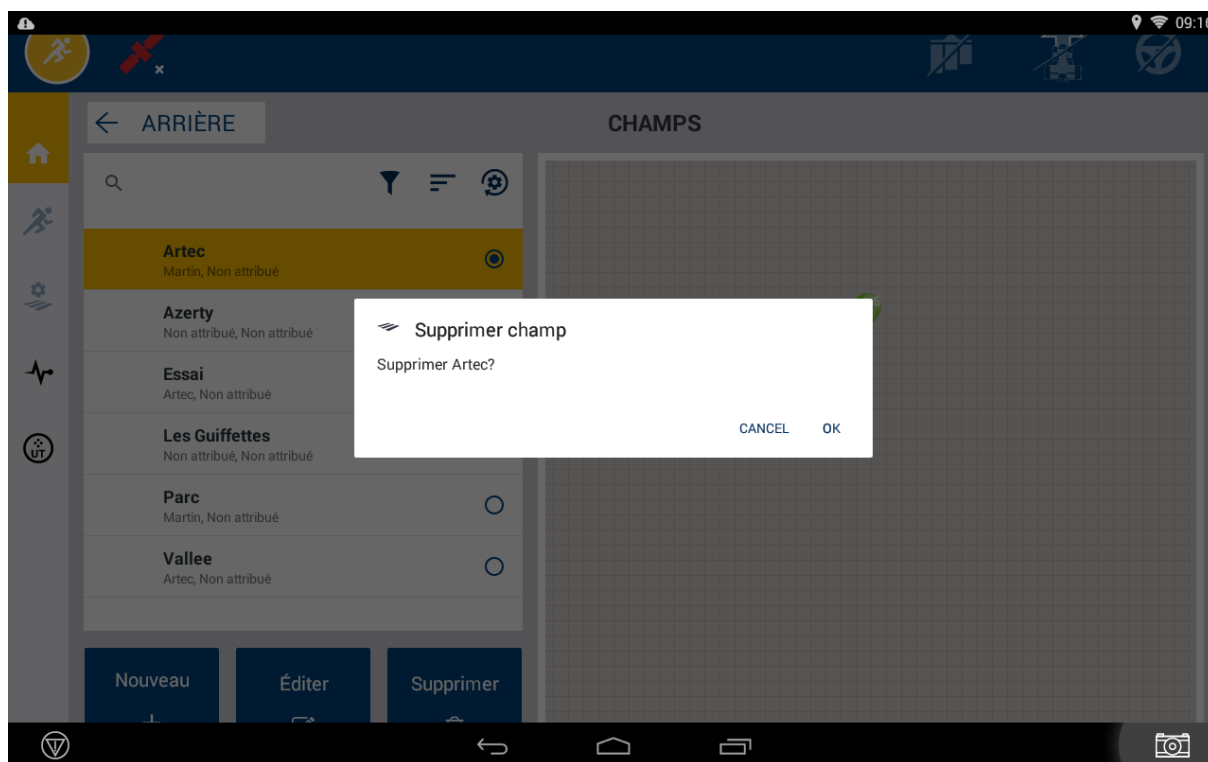 09:16
ARRIÈRE
CHAMPS
Artec
Martin, Non attribué
Azerty
Non attribué, Non attribué
Essai
Artec, Non attribué
Les Guiffettes
Non attribué, Non attribué
Parc
Martin, Non attribué
Vallee
Artec, Non attribué
Supprimer champ
Supprimer Artec?
CANCEL OK
UT
Nouveau Éditer Supprimer